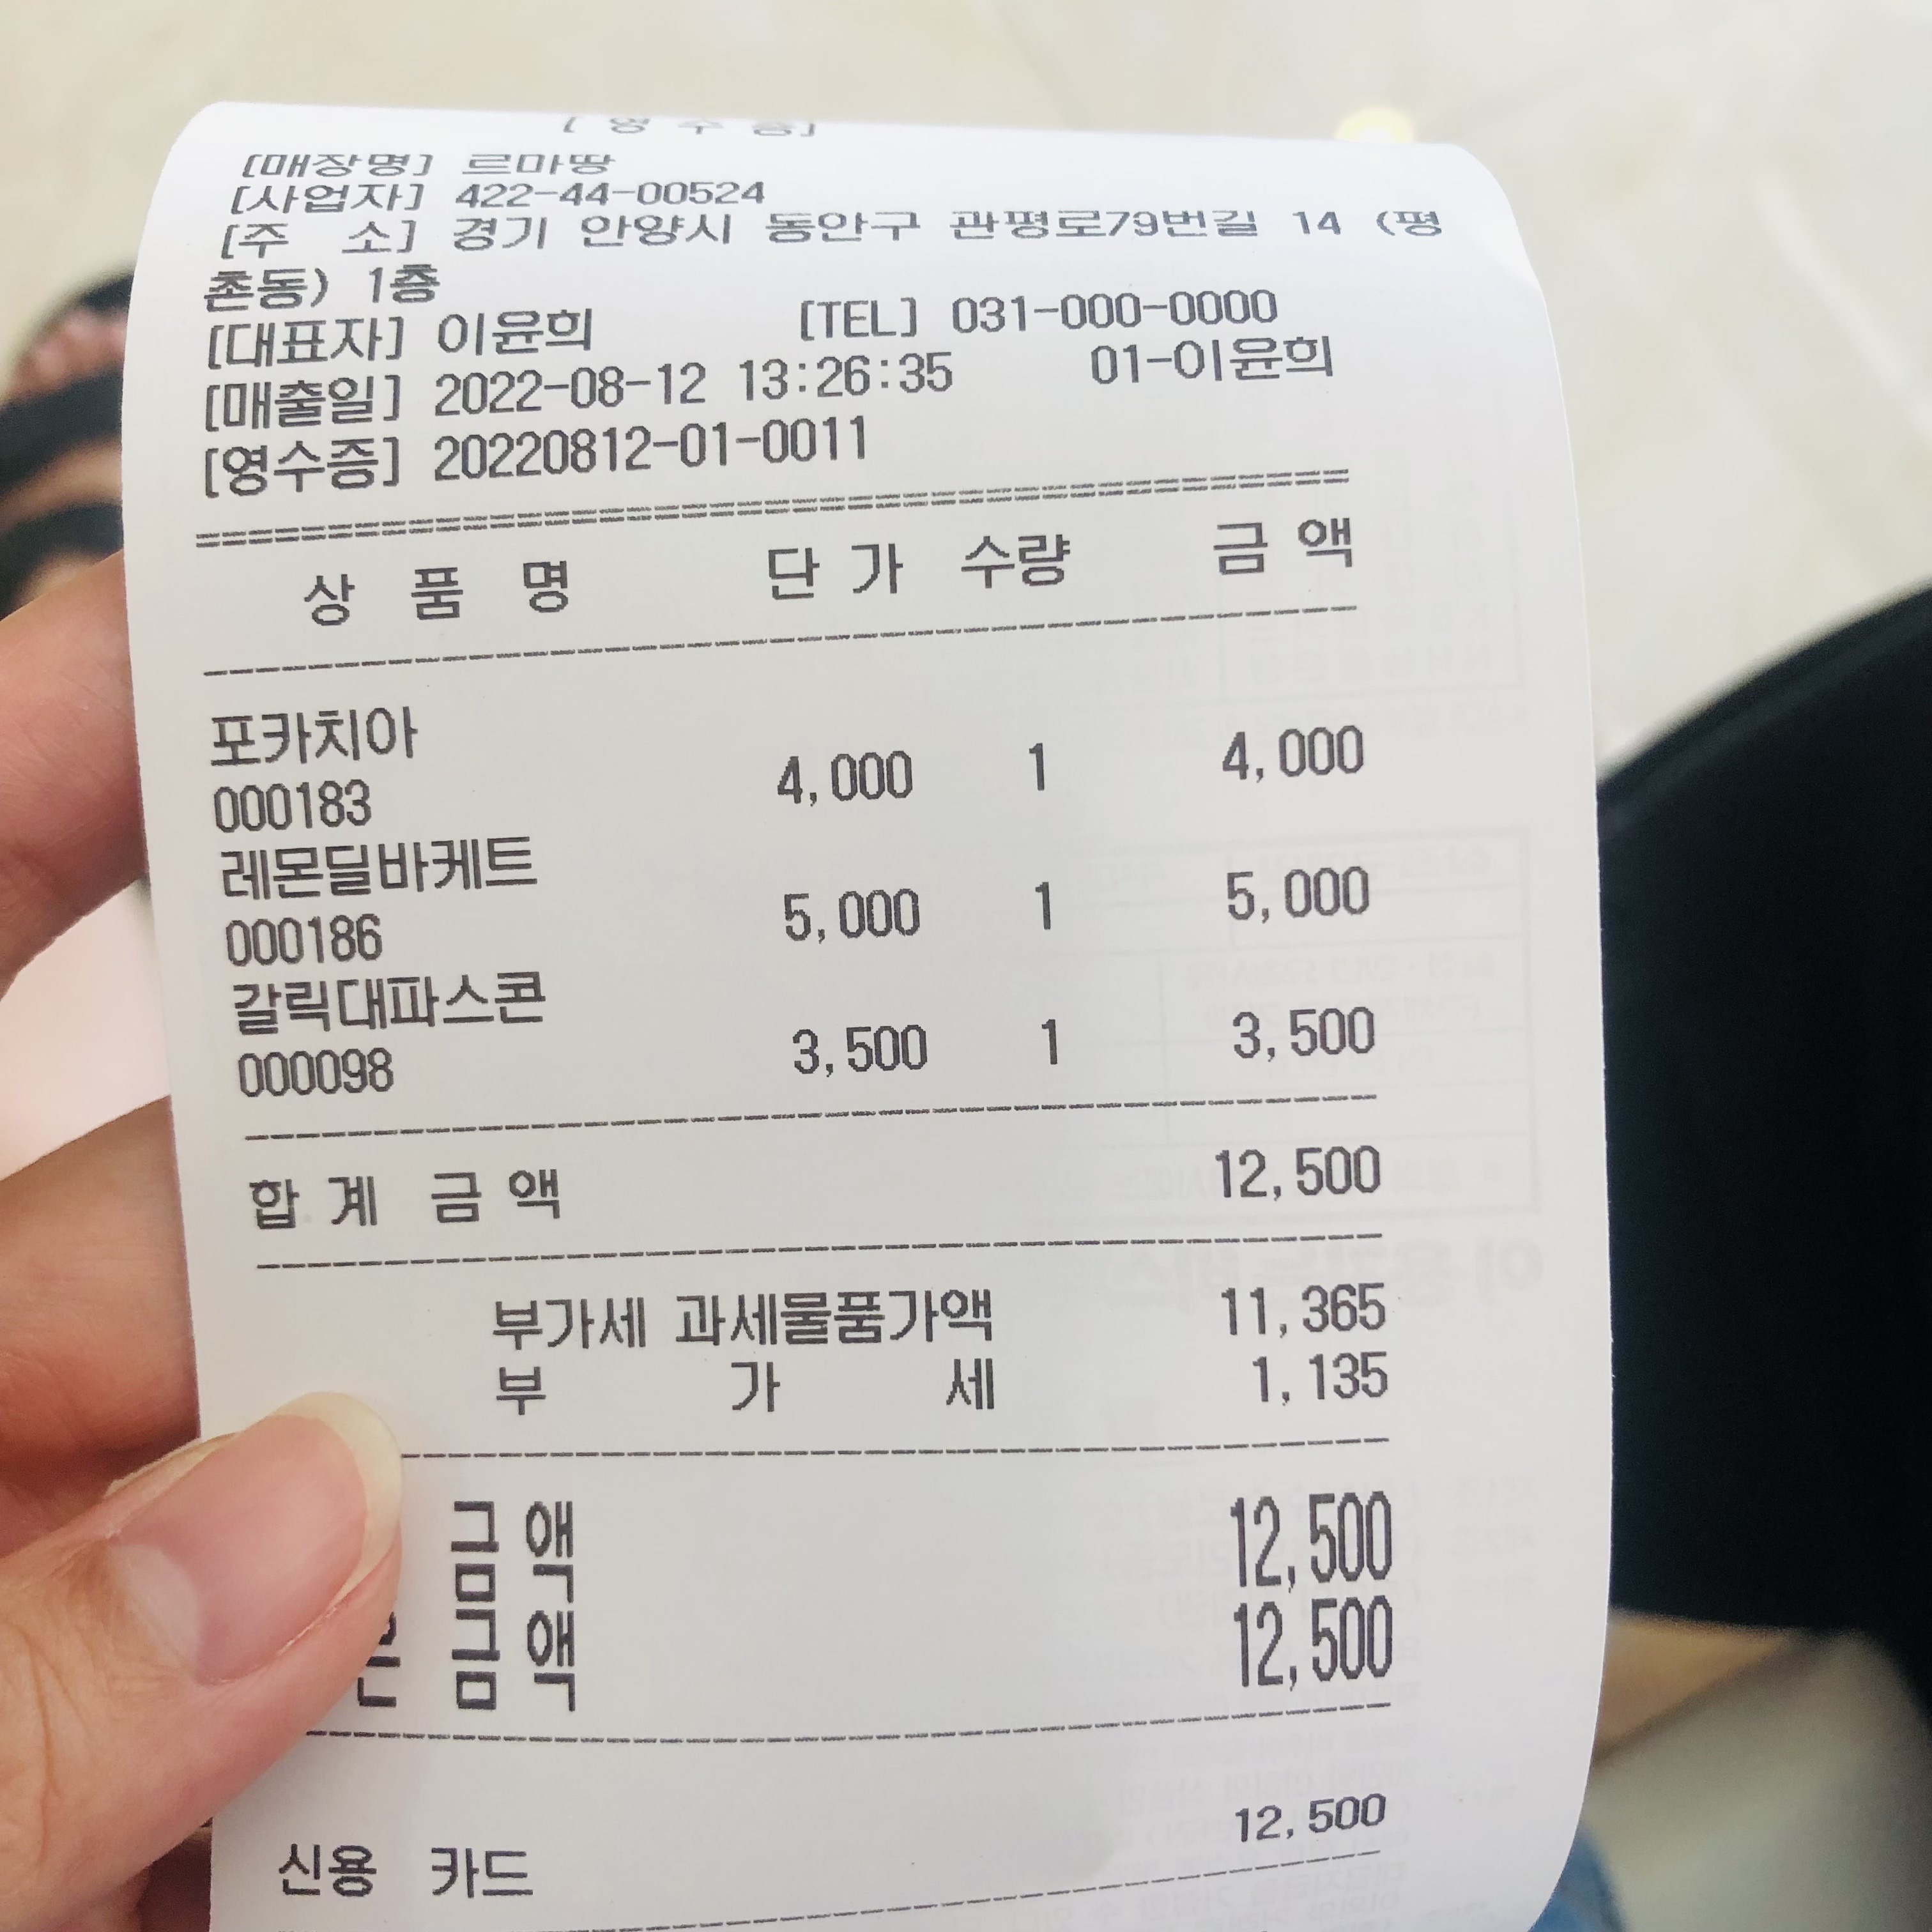 [영 수 증]
[매장명] 르마땅
[사업자] 422-44-00524
[주 소] 경기 안양시 동안구 관평로79번길 14 (평
촌동) 1층
[대표자] 이윤희 [TEL] 031-000-0000
[매출일] 2022-08-12 13:26:35 01-이윤희
[영수증] 20220812-01-0011
상 품 명 단 가 수량 금 액
포카치아
000183 4,000 1 4,000
레몬딜바케트
000186 5,000 1 5,000
갈릭대파스콘
000098 3,500 1 3,500
합 계 금 액 12,500
부가세 과세물품가액 11,365
부 가 세 1,135
금 액 12,500
금 액 12,500
신용 카드 12,500